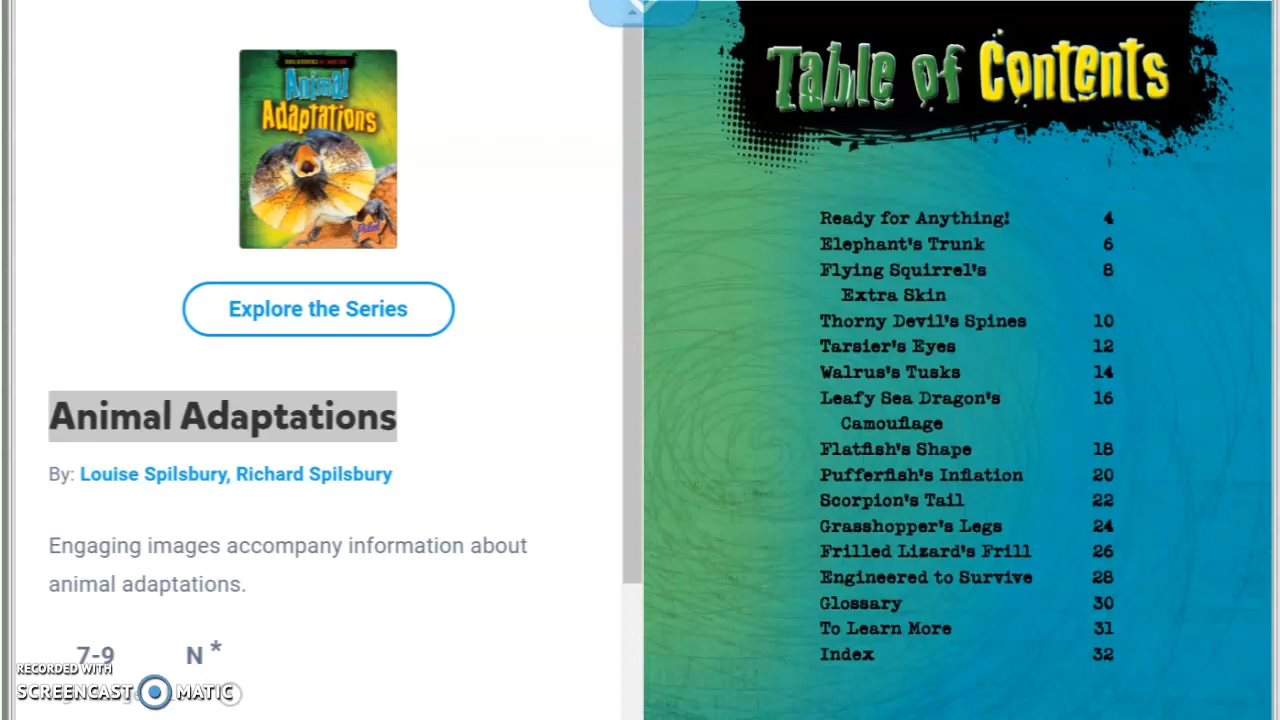 Animal
Adaptations
Explore the Series
Animal Adaptations
By: Louise Spilsbury, Richard Spilsbury
Engaging images accompany information about
animal adaptations.
7-9 N *
RECORDED WITH
SCREENCAST MATIC
Table of Contents
Ready for Anything! 4
Elephant's Trunk 6
Flying Squirrel's 8
Extra Skin
Thorny Devil's Spines 10
Tarsier's Eyes 12
Walrus's Tusks 14
Leafy Sea Dragon's 16
Camouflage
Flatfish's Shape 18
Pufferfish's Inflation 20
Scorpion's Tail 22
Grasshopper's Legs 24
Frilled Lizard's Frill 26
Engineered to Survive 28
Glossary 30
To Learn More 31
Index 32